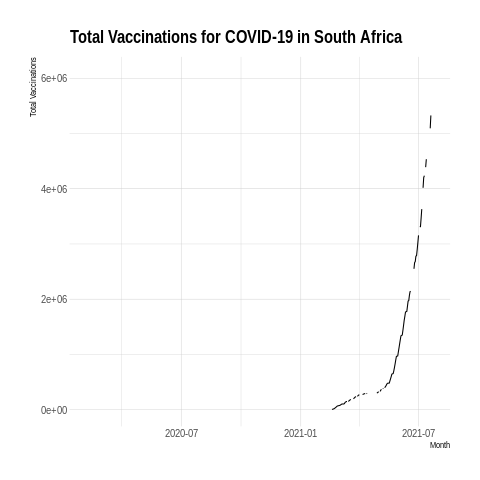 Total Vaccinations for COVID-19 in South Africa
Total Vaccinations
6e+06
4e+06
2e+06
0e+00
2020-07
2021-01
2021-07
Month